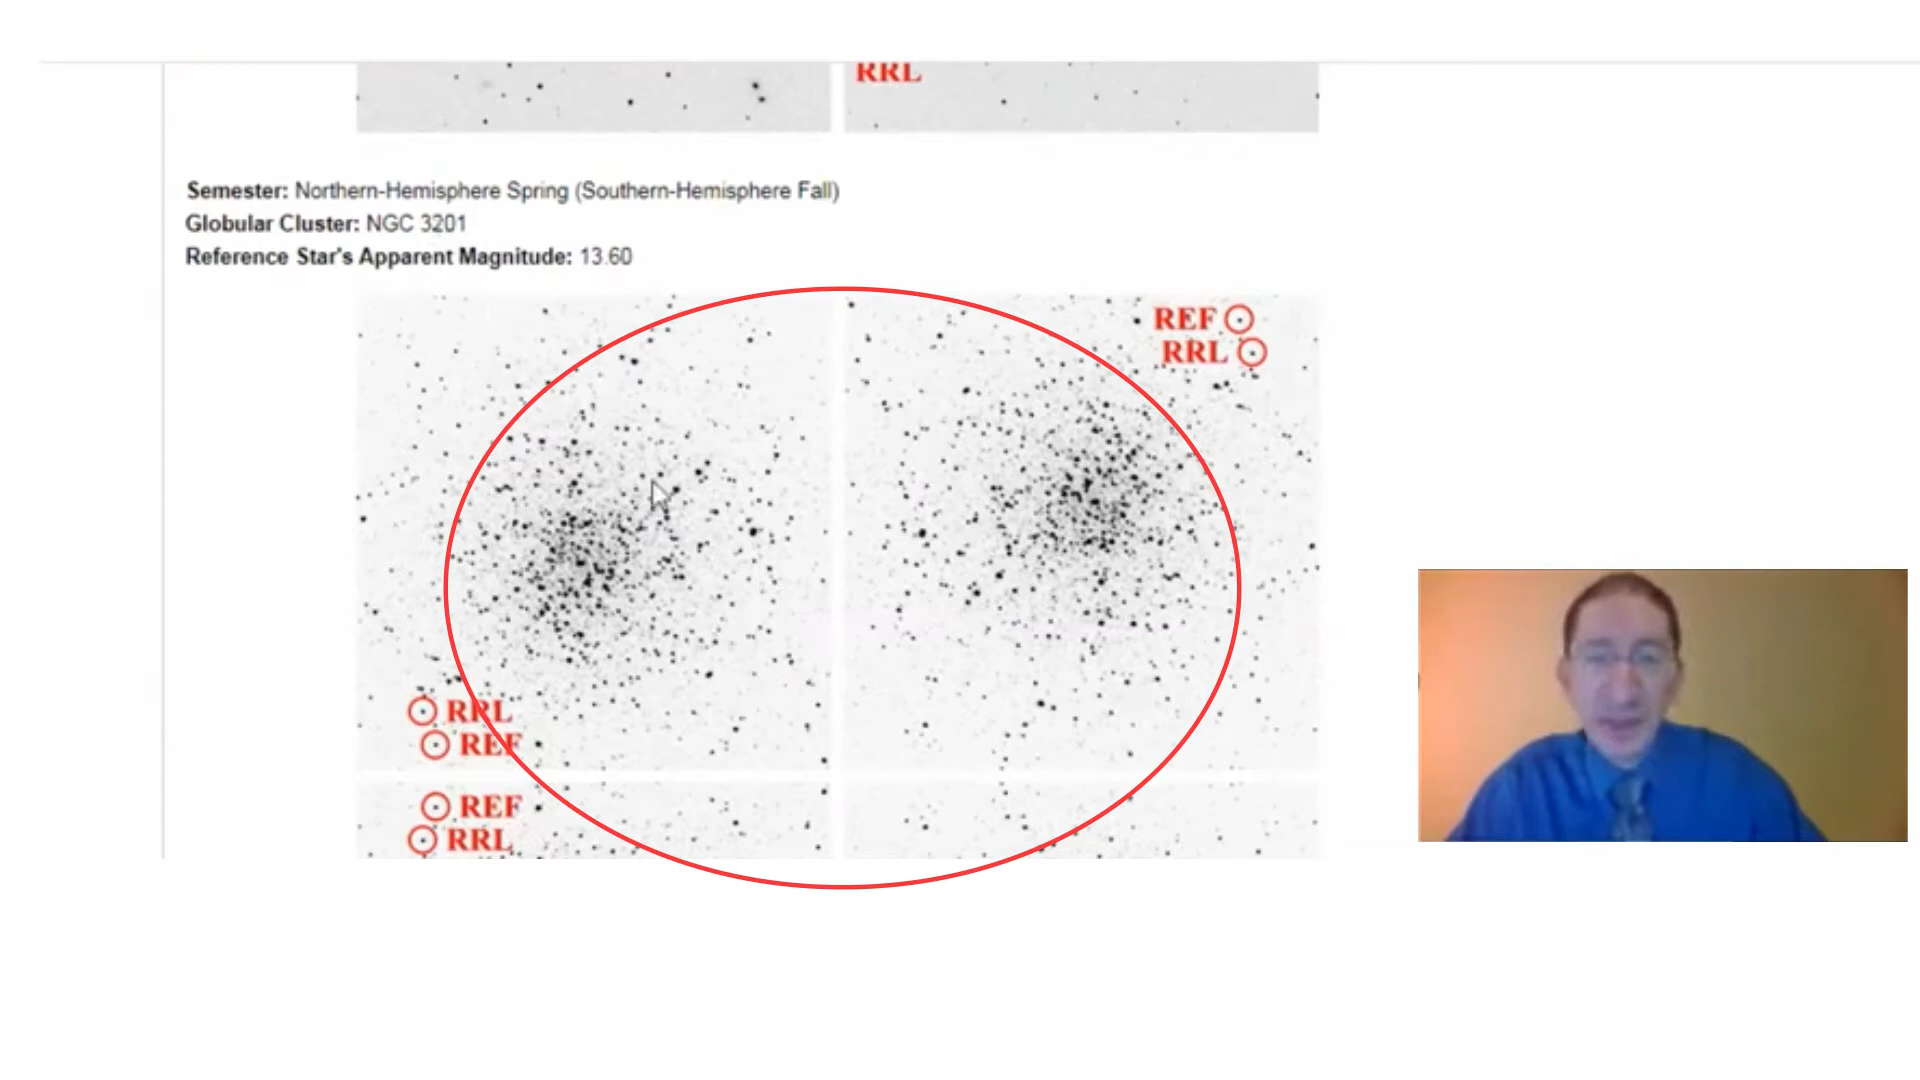 RRL
Semester: Northern-Hemisphere Spring (Southern-Hemisphere Fall)
Globular Cluster: NGC 3201
Reference Star's Apparent Magnitude: 13.60
REF
RRL
RRL
REF
REF
RRL